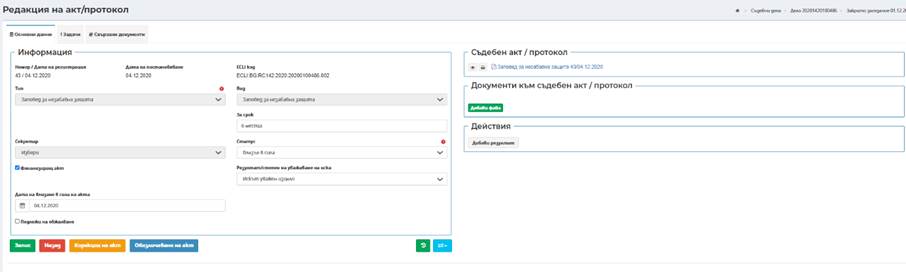 Редакция на акт/протокол
Съдебни дела > Дело 20201420100486 > Закрито заседание 01.12.2
Основни данни
Задачи
Свързани документи
Информация
Номер / Дата на регистрация
Дата на постановяване
ECLI код
43 / 04.12.2020
04.12.2020
ECLI:BG:RC142:2020:20200100486.002
Тип
Вид
Заповед за незабавна защита
Заповед за незабавна защита
За срок
6 месеца
Секретар
Статус
Избери
Влязъл в сила
Финализиращ акт
Резултат/степен на уважаване на иска
Искът уважен изцяло
Дата на влизане в сила на акта
04.12.2020
Подлежи на обжалване
Запис
Назад
Корекция на акт
Обезличаване на акт
Съдебен акт / протокол
Заповед за незабавна защита 43/04.12.2020
Документи към съдебен акт / протокол
Добави файл
Действия
Добави резултат